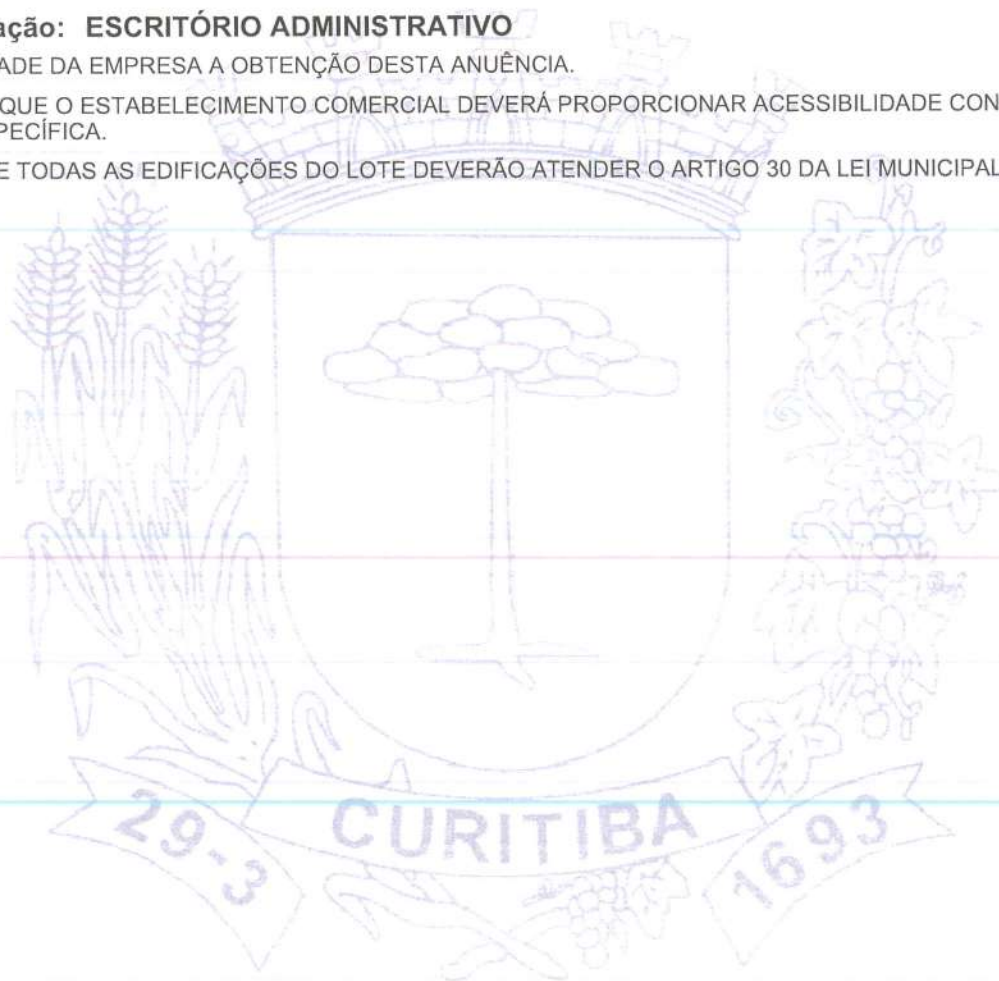 ação: ESCRITÓRIO ADMINISTRATIVO
ADE DA EMPRESA A OBTENÇÃO DESTA ANUÊNCIA.
QUE O ESTABELECIMENTO COMERCIAL DEVERÁ PROPORCIONAR ACESSIBILIDADE CON
PECÍFICA.
E TODAS AS EDIFICAÇÕES DO LOTE DEVERÃO ATENDER O ARTIGO 30 DA LEI MUNICIPAL
29-3 CURITIBA 1693